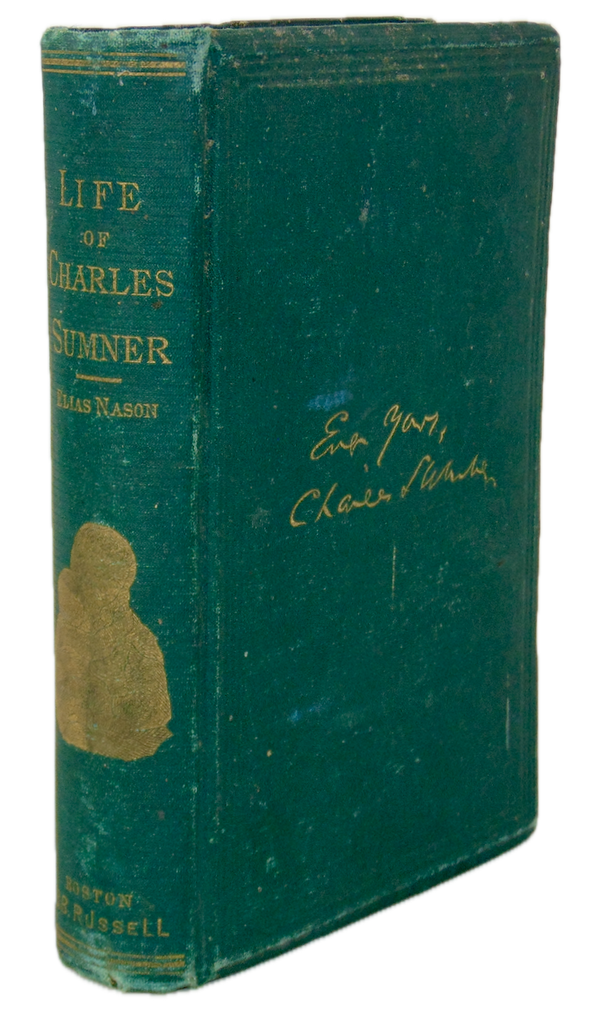 LIFE
OF
CHARLES
SUMNER
ELIAS NASON
BOSTON
B.B. RUSSELL
Ever Yours,
Charles Sumner